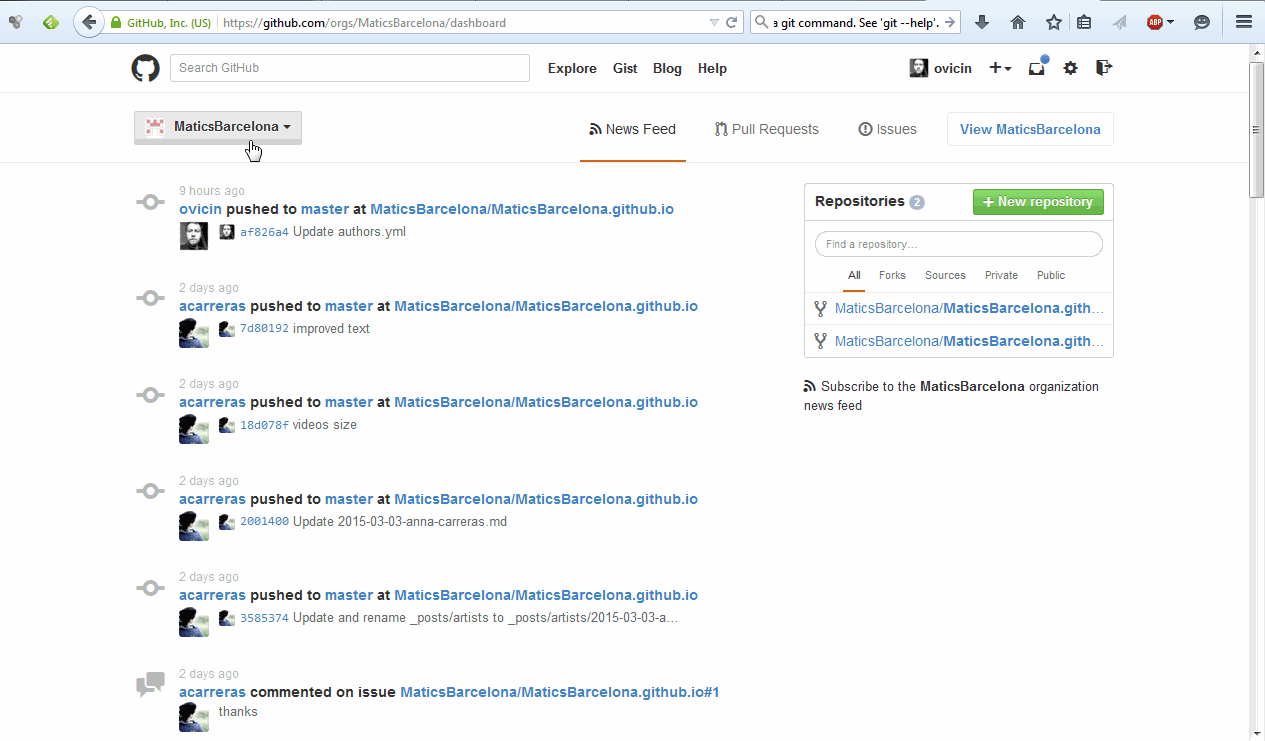 GitHub, Inc. (US) https://github.com/orgs/MaticsBarcelona/dashboard
a git command. See 'git --help'.
ABP
Search GitHub
Explore Gist Blog Help
ovicin
MaticsBarcelona
News Feed Pull Requests Issues View MaticsBarcelona
9 hours ago
ovicin pushed to master at MaticsBarcelona/MaticsBarcelona.github.io
af826a4 Update authors.yml
2 days ago
acarreras pushed to master at MaticsBarcelona/MaticsBarcelona.github.io
7d80192 improved text
2 days ago
acarreras pushed to master at MaticsBarcelona/MaticsBarcelona.github.io
18d078f videos size
2 days ago
acarreras pushed to master at MaticsBarcelona/MaticsBarcelona.github.io
2001400 Update 2015-03-03-anna-carreras.md
2 days ago
acarreras pushed to master at MaticsBarcelona/MaticsBarcelona.github.io
3585374 Update and rename _posts/artists to _posts/artists/2015-03-03-a...
2 days ago
acarreras commented on issue MaticsBarcelona/MaticsBarcelona.github.io#1
thanks
Repositories 2
+ New repository
Find a repository...
All Forks Sources Private Public
MaticsBarcelona/MaticsBarcelona.gith...
MaticsBarcelona/MaticsBarcelona.gith...
Subscribe to the MaticsBarcelona organization
news feed